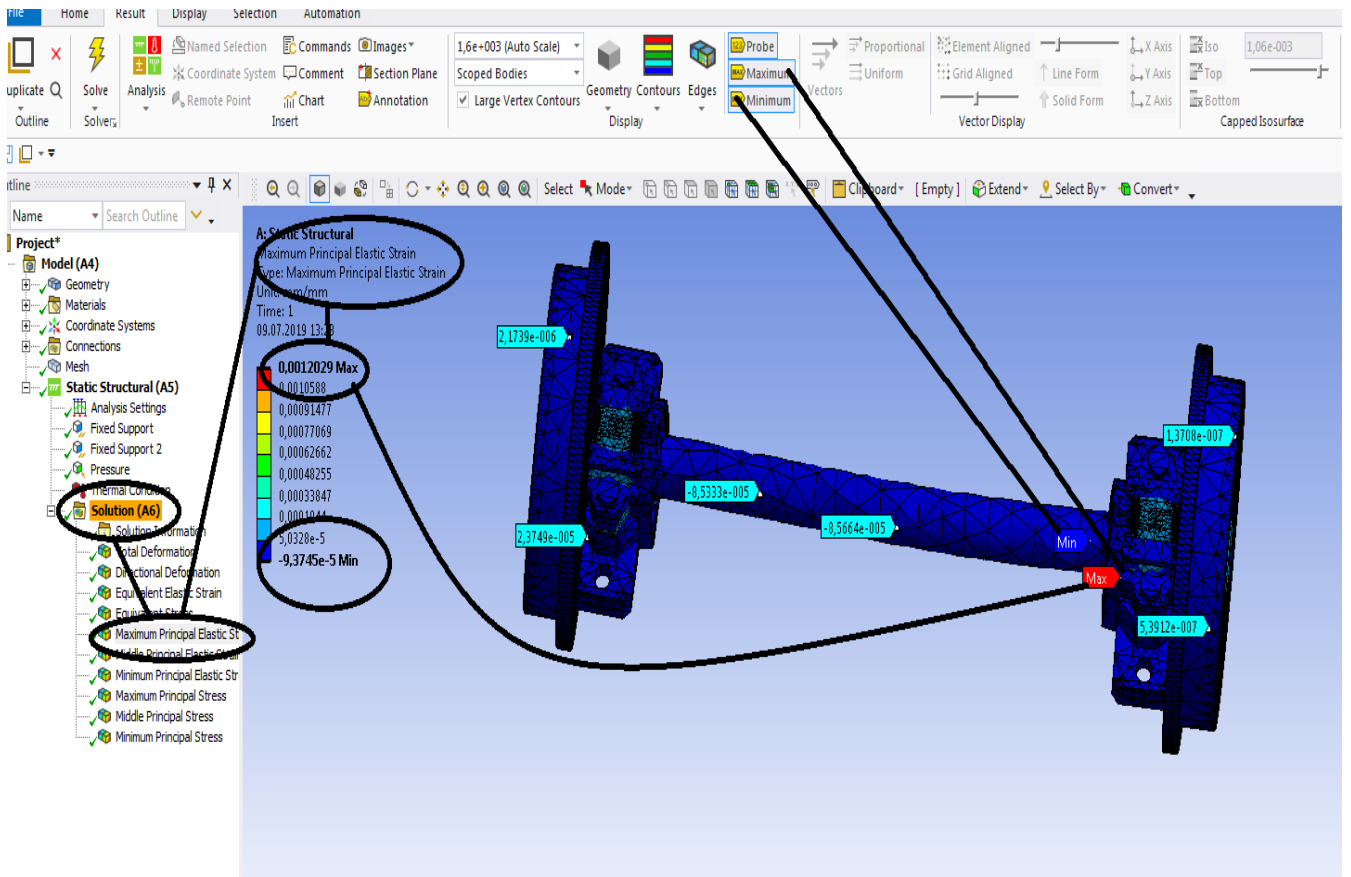 File Home Result Display Selection Automation
Named Selection Commands Images 1,6e+003 (Auto Scale) Probe Proportional Element Aligned X Axis Iso 1,06e-003
Coordinate System Comment Section Plane Scoped Bodies Maximum Uniform Grid Aligned Line Form Y Axis Top
uplicate Solve Analysis Remote Point Chart Annotation Large Vertex Contours Geometry Contours Edges Minimum Vectors Solid Form Z Axis Bottom
Outline Solver Insert Display Vector Display Capped Isosurface
utline Select Mode Clipboard [Empty] Extend Select By Convert
Name Search Outline
Project*
Model (A4)
Geometry
Materials
Coordinate Systems
Connections
Mesh
Static Structural (A5)
Analysis Settings
Fixed Support
Fixed Support 2
Pressure
Thermal Condition
Solution (A6)
Solution Information
Total Deformation
Directional Deformation
Equivalent Elastic Strain
Equivalent Stress
Maximum Principal Elastic St
Middle Principal Elastic Strain
Minimum Principal Elastic Str
Maximum Principal Stress
Middle Principal Stress
Minimum Principal Stress
A: Static Structural
Maximum Principal Elastic Strain
Type: Maximum Principal Elastic Strain
Unit: mm/mm
Time: 1
09.07.2019 13:28
0,0012029 Max
0,0010588
0,00091477
0,00077069
0,00062662
0,00048255
0,00033847
0,0001944
5,0328e-5
-9,3745e-5 Min
2,1739e-006
1,3708e-007
-8,5333e-005
-8,5664e-005
2,3749e-005
Min
Max
5,3912e-007